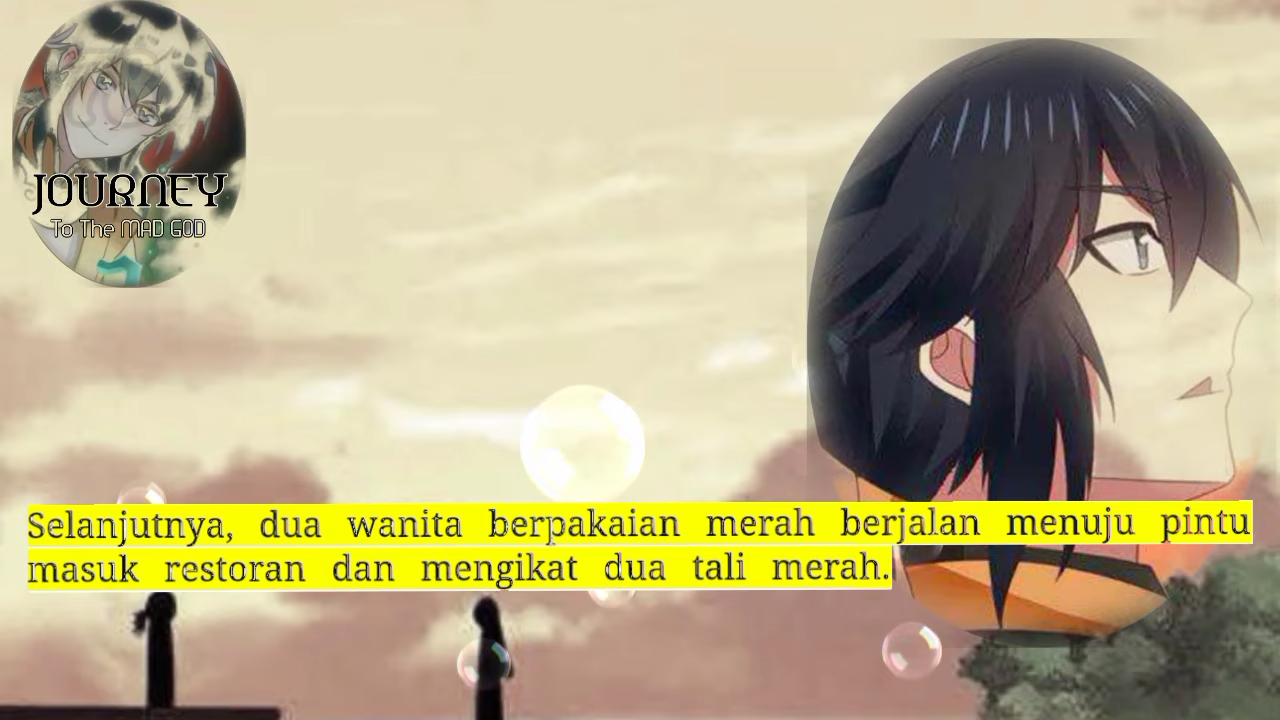 JOURNEY
To The MAD GOD
Selanjutnya, dua wanita berpakaian merah berjalan menuju pintu
masuk restoran dan mengikat dua tali merah.